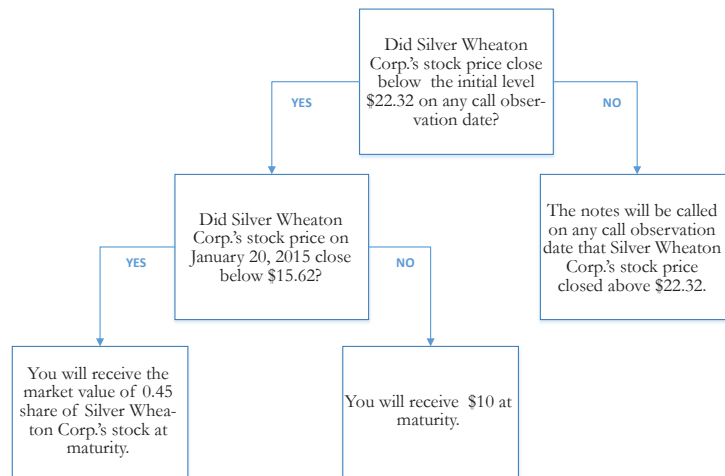 Did Silver Wheaton
Corp.'s stock price close
below the initial level
$22.32 on any call obser-
vation date?
YES
NO
Did Silver Wheaton
Corp.'s stock price on
January 20, 2015 close
below $15.62?
The notes will be called
on any call observation
date that Silver Wheaton
Corp.'s stock price
closed above $22.32.
YES
NO
You will receive the
market value of 0.45
share of Silver Whea-
ton Corp.'s stock at
maturity.
You will receive $10 at
maturity.